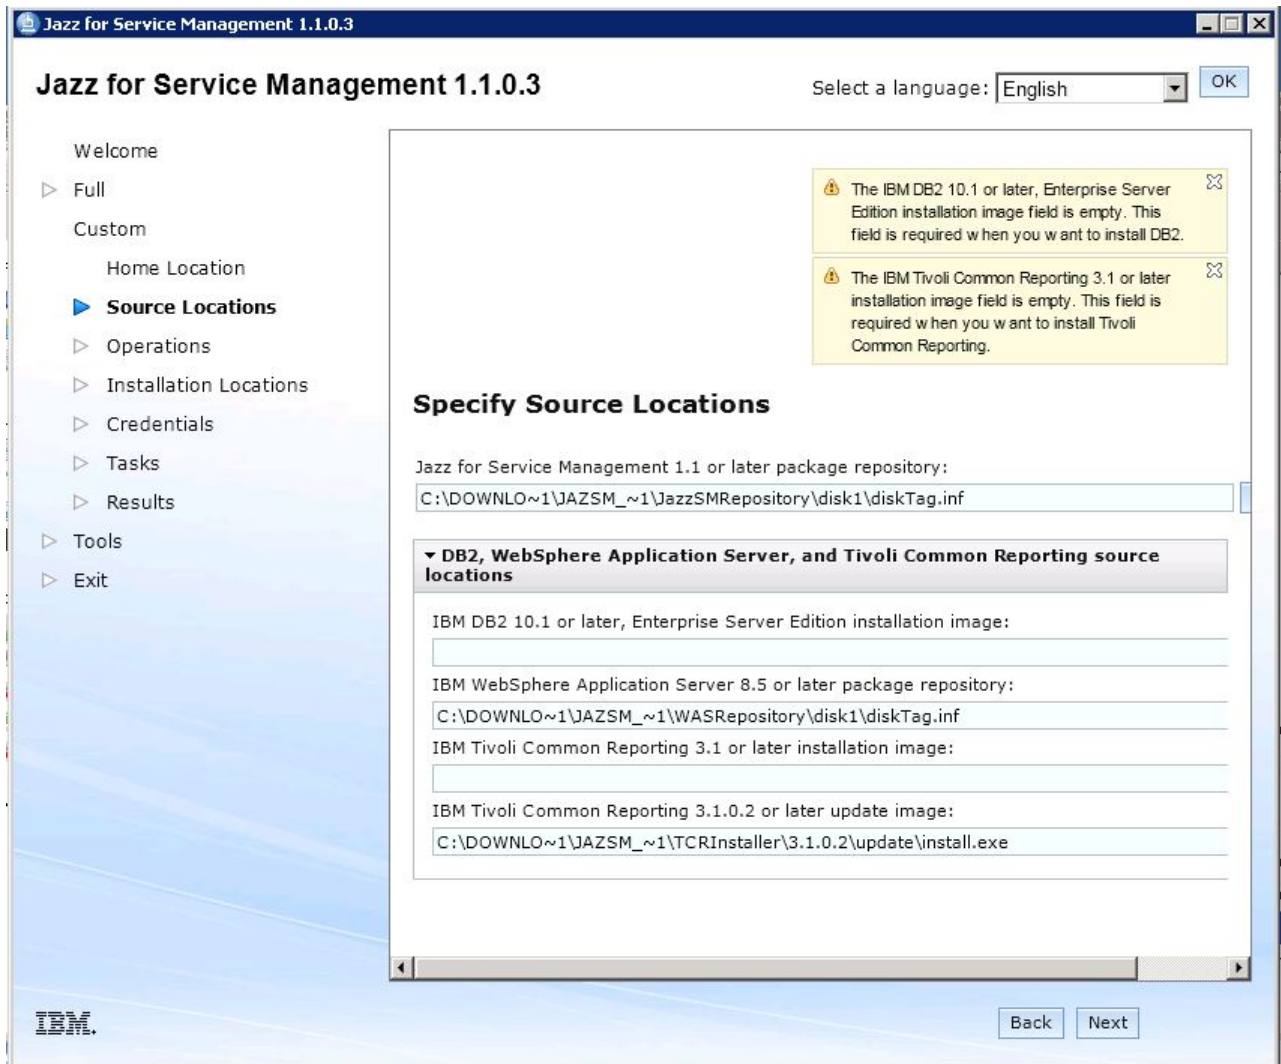 Jazz for Service Management 1.1.0.3
Jazz for Service Management 1.1.0.3
Select a language:
English
OK
Welcome
Full
Custom
Home Location
Source Locations
Operations
Installation Locations
Credentials
Tasks
Results
Tools
Exit
The IBM DB2 10.1 or later, Enterprise Server
Edition installation image field is empty. This
field is required when you want to install DB2.
The IBM Tivoli Common Reporting 3.1 or later
installation image field is empty. This field is
required when you want to install Tivoli
Common Reporting.
Specify Source Locations
Jazz for Service Management 1.1 or later package repository:
C:\DOWNLO~1\JAZSM_~1\JazzSMRepository\disk1\diskTag.inf
DB2, WebSphere Application Server, and Tivoli Common Reporting source
locations
IBM DB2 10.1 or later, Enterprise Server Edition installation image:
IBM WebSphere Application Server 8.5 or later package repository:
C:\DOWNLO~1\JAZSM_~1\WASRepository\disk1\diskTag.inf
IBM Tivoli Common Reporting 3.1 or later installation image:
IBM Tivoli Common Reporting 3.1.0.2 or later update image:
C:\DOWNLO~1\JAZSM_~1\TCRInstaller\3.1.0.2\update\install.exe
IBM.
Back
Next